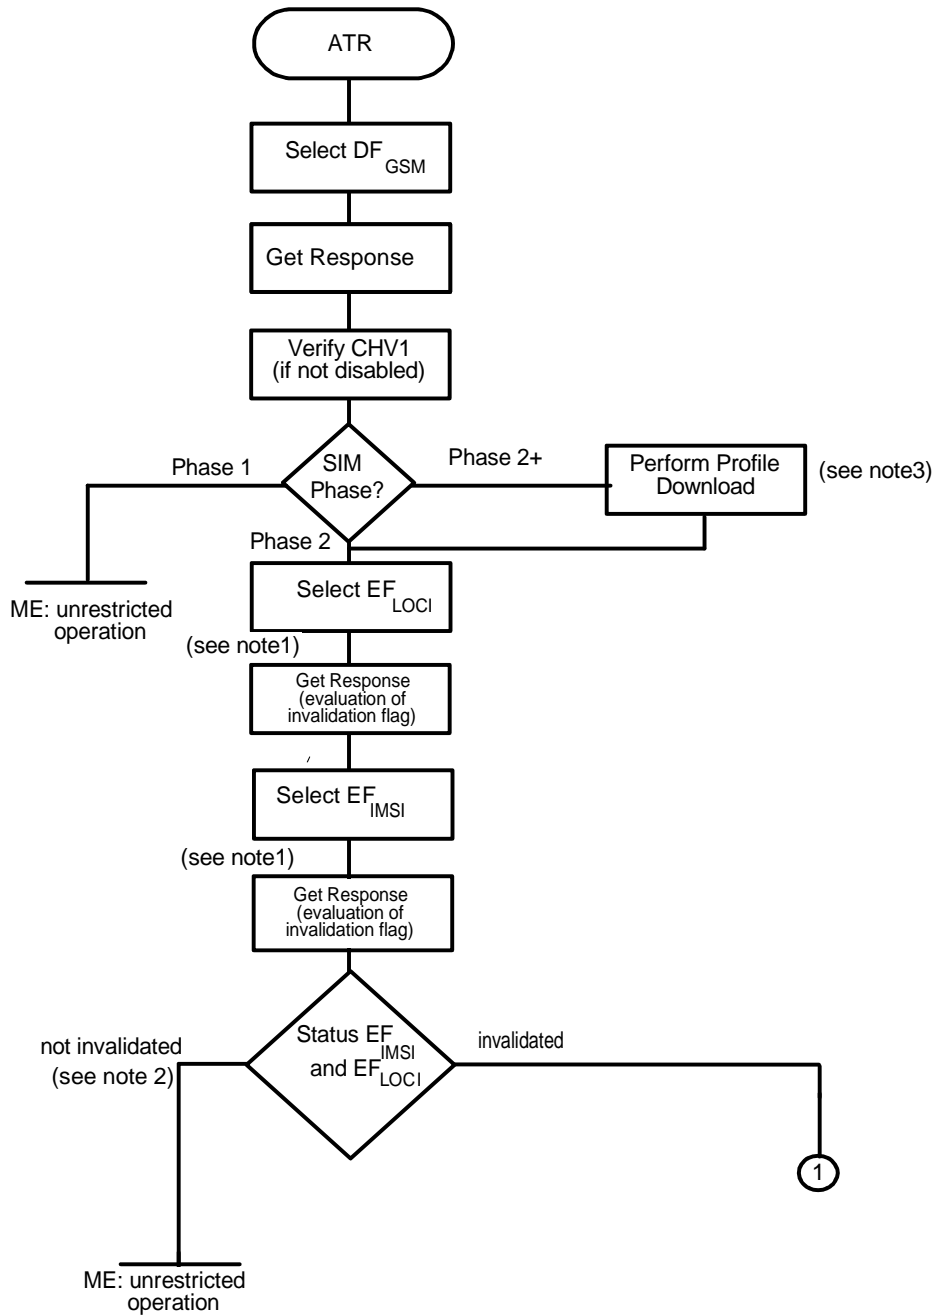 ATR
Select DF GSM
Get Response
Verify CHV1
(if not disabled)
Phase 1
SIM
Phase?
Phase 2+
Perform Profile
Download
(see note3)
Phase 2
ME: unrestricted
operation
Select EF LOCI
(see note1)
Get Response
(evaluation of
invalidation flag)
Select EF IMSI
(see note1)
Get Response
(evaluation of
invalidation flag)
not invalidated
(see note 2)
Status EF IMSI
and EF LOCI
invalidated
1
ME: unrestricted
operation